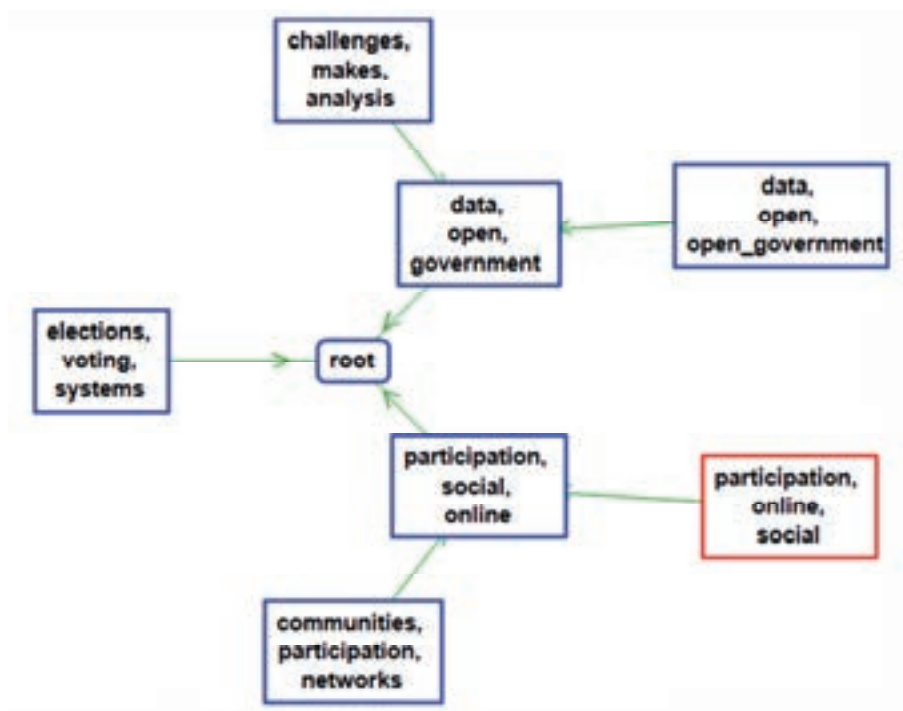 challenges,
makes,
analysis
data,
open,
government
data,
open,
open_government
elections,
voting,
systems
root
participation,
social,
online
participation,
online,
social
communities,
participation,
networks